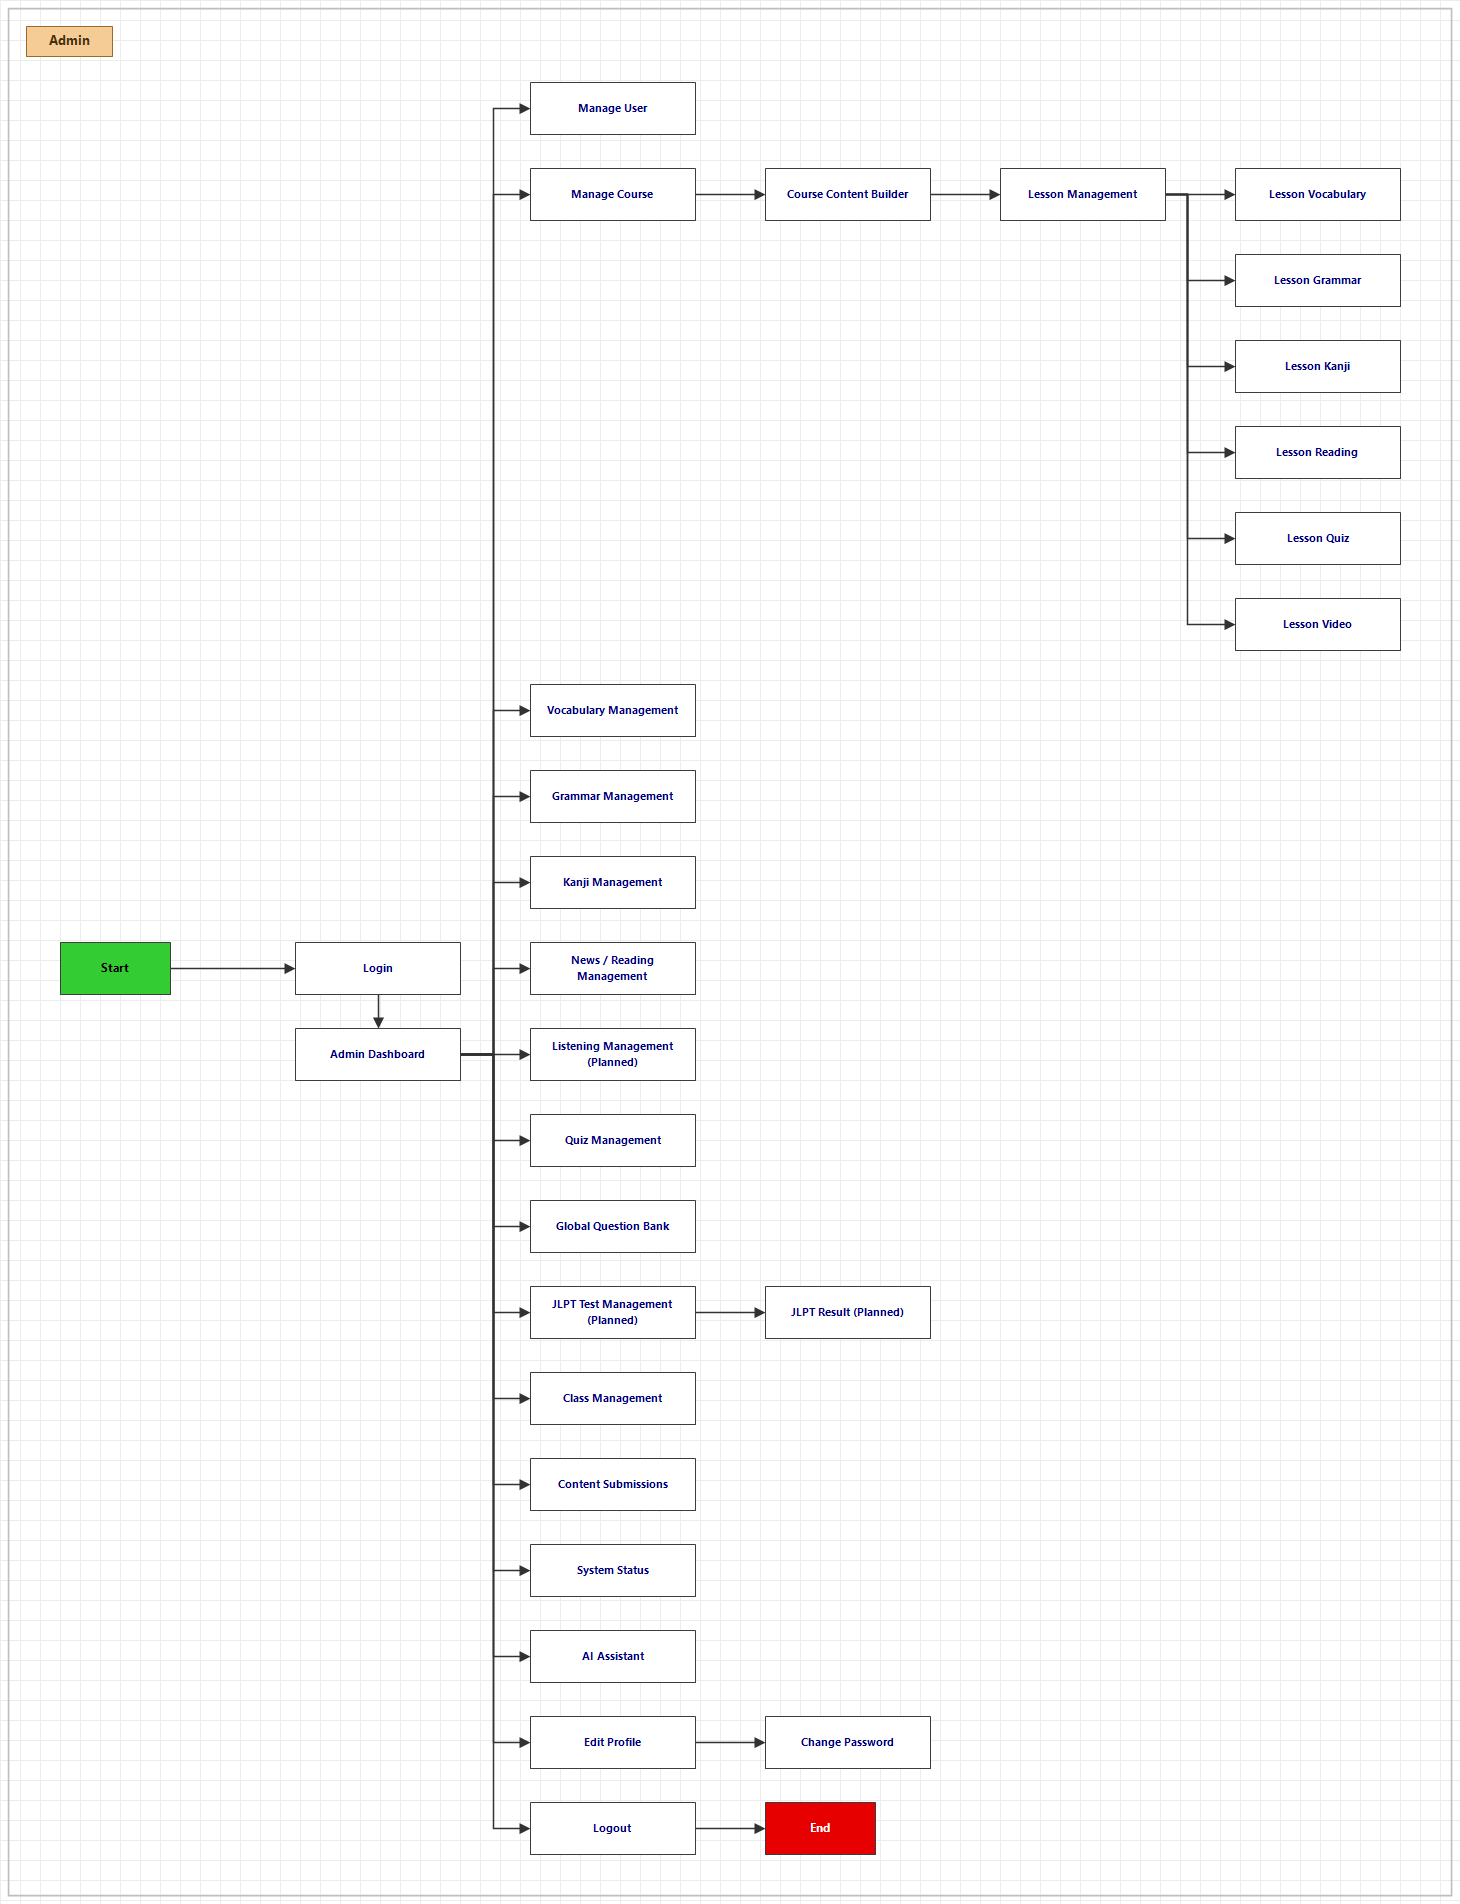 Admin
Manage User
Manage Course
Course Content Builder
Lesson Management
Lesson Vocabulary
Lesson Grammar
Lesson Kanji
Lesson Reading
Lesson Quiz
Lesson Video
Vocabulary Management
Grammar Management
Kanji Management
Start
Login
News / Reading
Management
Admin Dashboard
Listening Management
(Planned)
Quiz Management
Global Question Bank
JLPT Test Management
(Planned)
JLPT Result (Planned)
Class Management
Content Submissions
System Status
AI Assistant
Edit Profile
Change Password
Logout
End